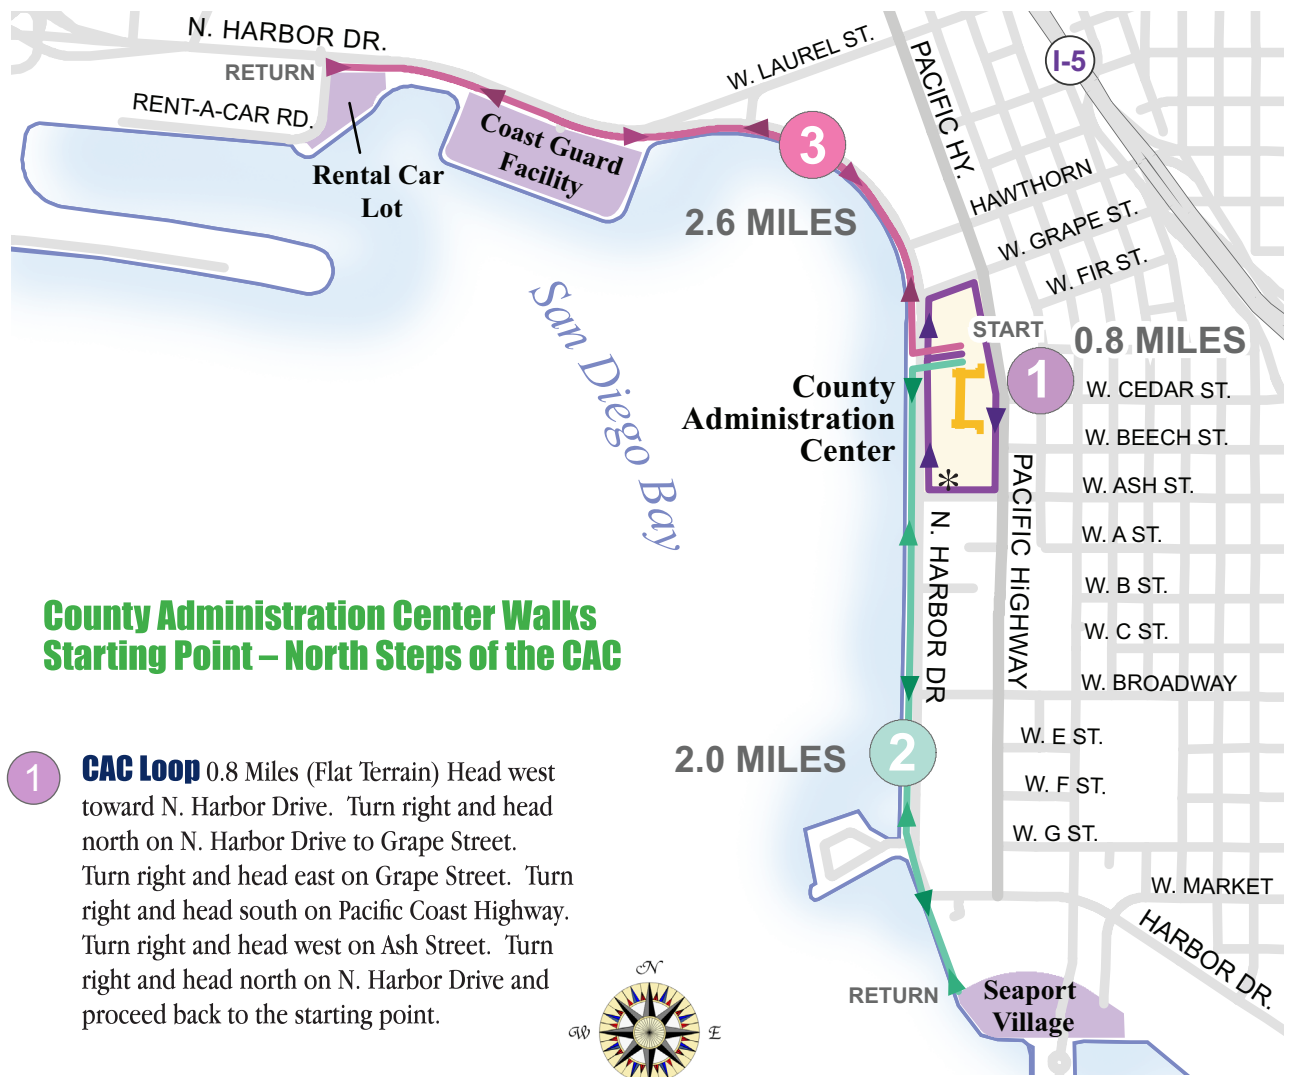 N. HARBOR DR.
RETURN
RENT-A-CAR RD.
Rental Car
Lot
Coast Guard
Facility
W. LAUREL ST.
PACIFIC HY.
I-5
3
2.6 MILES
HAWTHORN
W. GRAPE ST.
W. FIR ST.
San Diego Bay
START
0.8 MILES
1
County
Administration
Center
*
W. CEDAR ST.
W. BEECH ST.
W. ASH ST.
W. A ST.
W. B ST.
W. C ST.
W. BROADWAY
W. E ST.
W. F ST.
W. G ST.
W. MARKET
HARBOR DR.
PACIFIC HIGHWAY
N. HARBOR DR
2.0 MILES
2
RETURN
Seaport
Village
County Administration Center Walks
Starting Point – North Steps of the CAC
1
CAC Loop 0.8 Miles (Flat Terrain) Head west
toward N. Harbor Drive. Turn right and head
north on N. Harbor Drive to Grape Street.
Turn right and head east on Grape Street. Turn
right and head south on Pacific Coast Highway.
Turn right and head west on Ash Street. Turn
right and head north on N. Harbor Drive and
proceed back to the starting point.
N
W
E